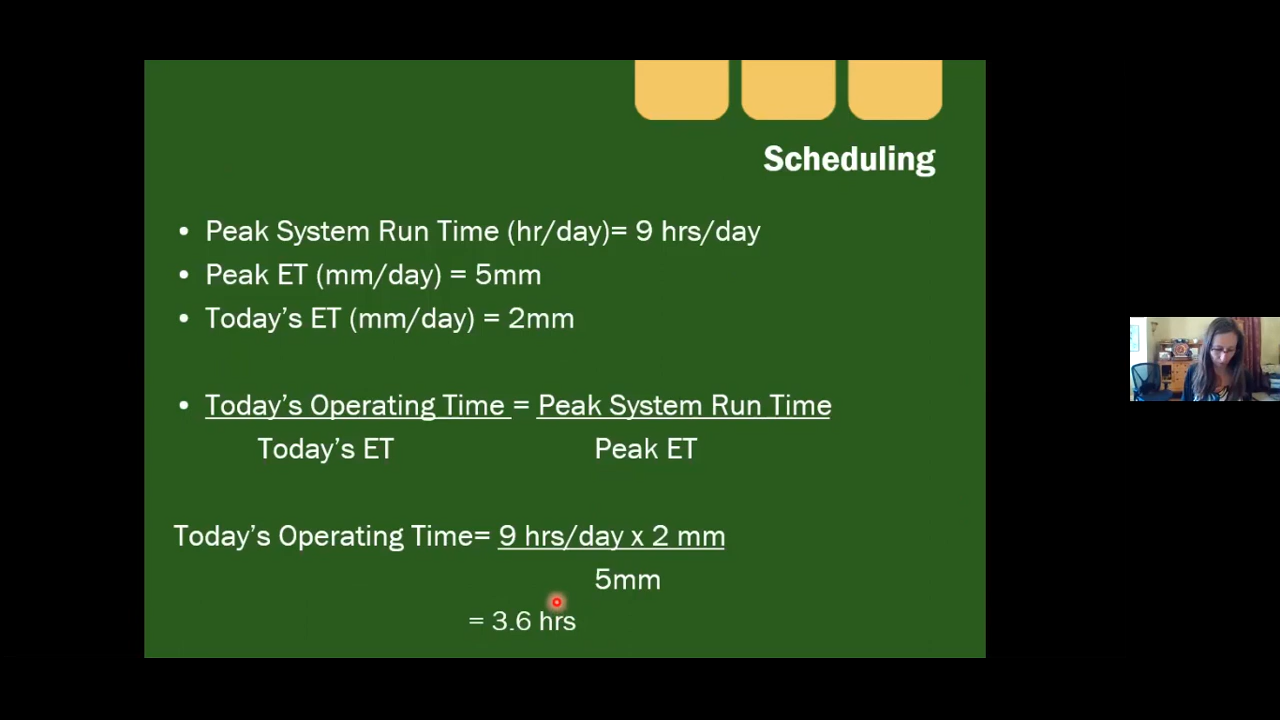 Scheduling
• Peak System Run Time (hr/day)= 9 hrs/day
• Peak ET (mm/day) = 5mm
• Today’s ET (mm/day) = 2mm
• Today’s Operating Time = Peak System Run Time
Today’s ET Peak ET
Today’s Operating Time= 9 hrs/day x 2 mm
5mm
= 3.6 hrs